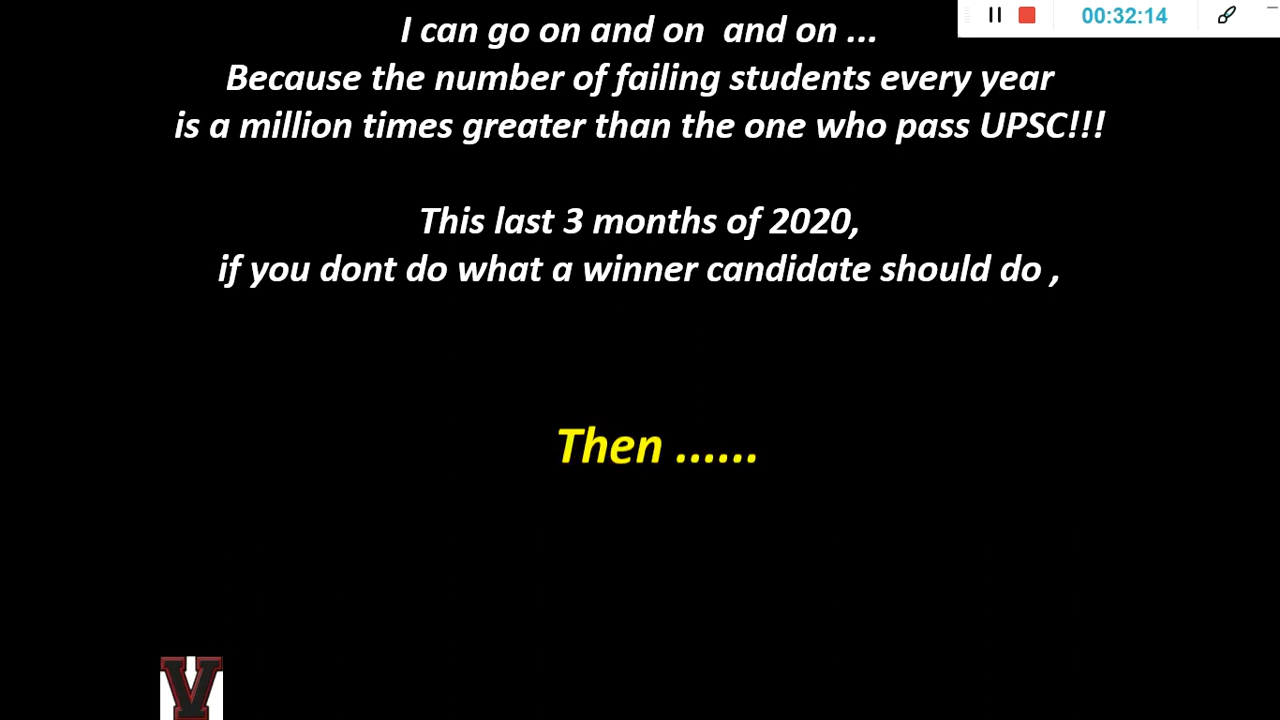 00:32:14
I can go on and on and on ...
Because the number of failing students every year
is a million times greater than the one who pass UPSC!!!
This last 3 months of 2020,
if you dont do what a winner candidate should do ,
Then ......
V